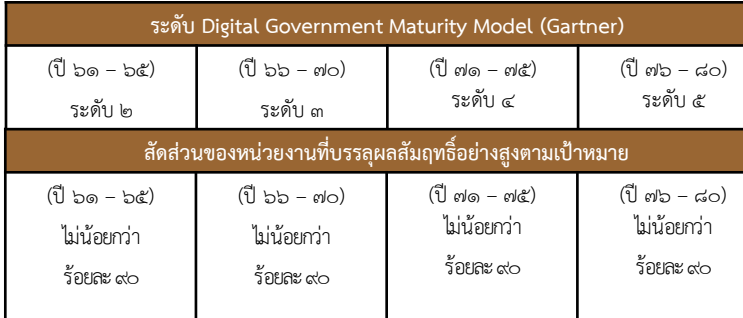 ระดับ Digital Government Maturity Model (Gartner)
(ปี ๖๑ – ๖๕) (ปี ๖๖ – ๗๐) (ปี ๗๑ – ๗๕) (ปี ๗๖ – ๘๐)
ระดับ ๒ ระดับ ๓ ระดับ ๔ ระดับ ๕
สัดส่วนของหน่วยงานที่บรรลุผลสัมฤทธิ์อย่างสูงตามเป้าหมาย
(ปี ๖๑ – ๖๕) (ปี ๖๖ – ๗๐) (ปี ๗๑ – ๗๕) (ปี ๗๖ – ๘๐)
ไม่น้อยกว่า ไม่น้อยกว่า ไม่น้อยกว่า ไม่น้อยกว่า
ร้อยละ ๙๐ ร้อยละ ๙๐ ร้อยละ ๙๐ ร้อยละ ๙๐